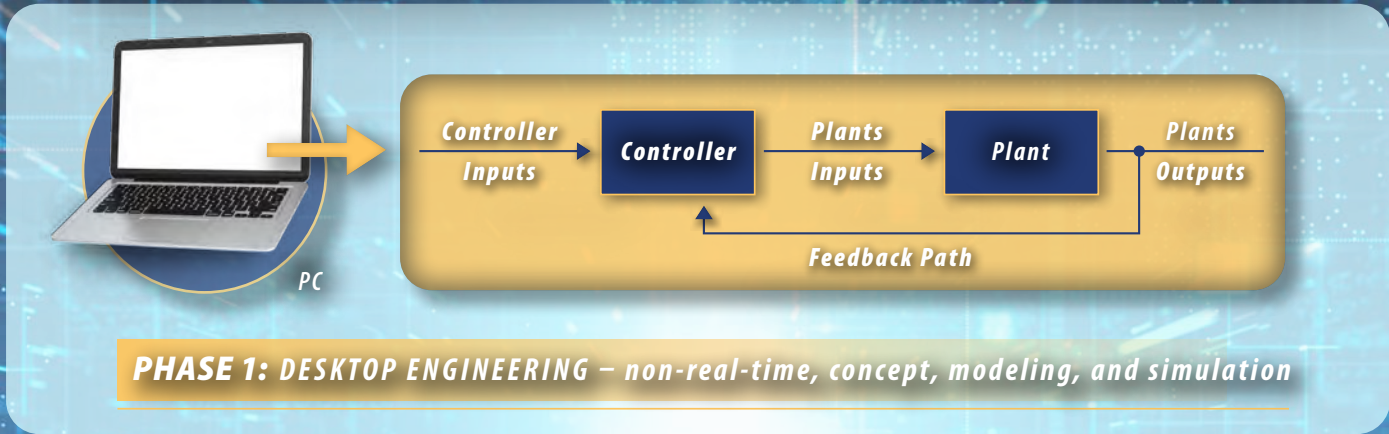 PC
Controller
Inputs
Controller
Plants
Inputs
Plant
Plants
Outputs
Feedback Path
PHASE 1: DESKTOP ENGINEERING – non-real-time, concept, modeling, and simulation